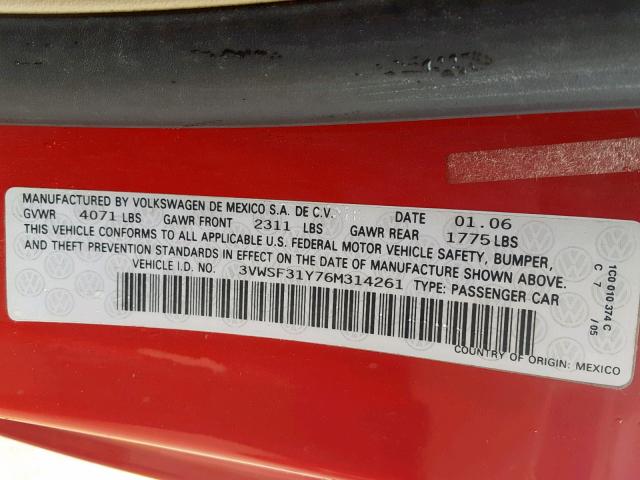 MANUFACTURED BY VOLKSWAGEN DE MEXICO S.A. DE C.V. DATE 01.06
GVWR 4071 LBS GAWR FRONT 2311 LBS GAWR REAR 1775 LBS
THIS VEHICLE CONFORMS TO ALL APPLICABLE U.S. FEDERAL MOTOR VEHICLE SAFETY, BUMPER,
AND THEFT PREVENTION STANDARDS IN EFFECT ON THE DATE OF MANUFACTURE SHOWN ABOVE.
VEHICLE I.D. NO. 3VWSF31Y76M314261 TYPE: PASSENGER CAR
COUNTRY OF ORIGIN: MEXICO
1C0 010 374 C
C 7 /05